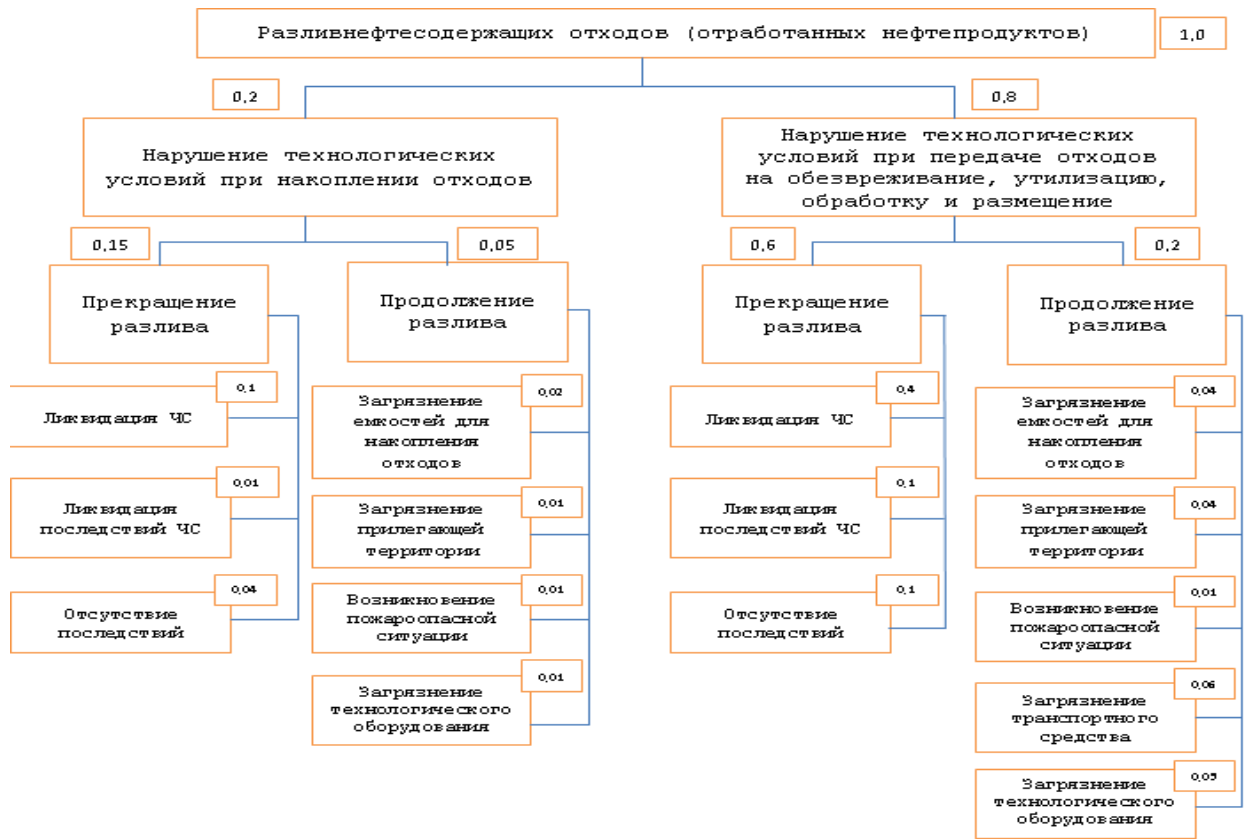 Разливнефтесодержащих отходов (отработанных нефтепродуктов)
1,0
0,2
0,8
Нарушение технологических
условий при накоплении отходов
Нарушение технологических
условий при передаче отходов
на обезвреживание, утилизацию,
обработку и размещение
0,15
0,05
0,6
0,2
Прекращение
разлива
Продолжение
разлива
Прекращение
разлива
Продолжение
разлива
0,1
Ликвидация ЧС
0,01
Ликвидация
последствий ЧС
0,04
Отсутствие
последствий
0,02
Загрязнение
емкостей для
накопления
отходов
0,01
Загрязнение
прилегающей
территории
0,01
Возникновение
пожароопасной
ситуации
0,01
Загрязнение
технологического
оборудования
0,4
Ликвидация ЧС
0,1
Ликвидация
последствий ЧС
0,1
Отсутствие
последствий
0,04
Загрязнение
емкостей для
накопления
отходов
0,04
Загрязнение
прилегающей
территории
0,01
Возникновение
пожароопасной
ситуации
0,06
Загрязнение
транспортного
средства
0,05
Загрязнение
технологического
оборудования